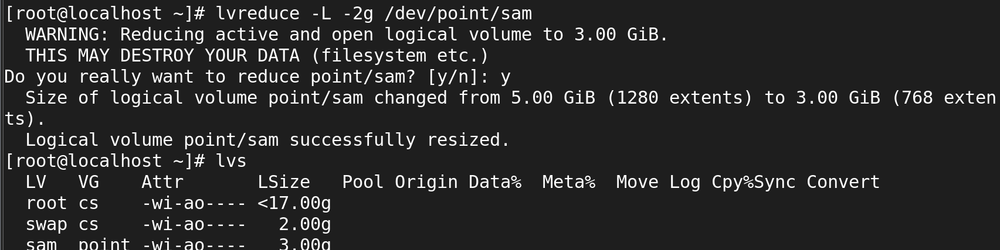 [root@localhost ~]# lvreduce -L -2g /dev/point/sam
  WARNING: Reducing active and open logical volume to 3.00 GiB.
  THIS MAY DESTROY YOUR DATA (filesystem etc.)
Do you really want to reduce point/sam? [y/n]: y
  Size of logical volume point/sam changed from 5.00 GiB (1280 extents) to 3.00 GiB (768 exten
ts).
  Logical volume point/sam successfully resized.
[root@localhost ~]# lvs
  LV   VG    Attr       LSize   Pool Origin Data%  Meta%  Move Log Cpy%Sync Convert
  root cs    -wi-ao---- <17.00g
  swap cs    -wi-ao----   2.00g
  sam  point -wi-ao----   3.00g